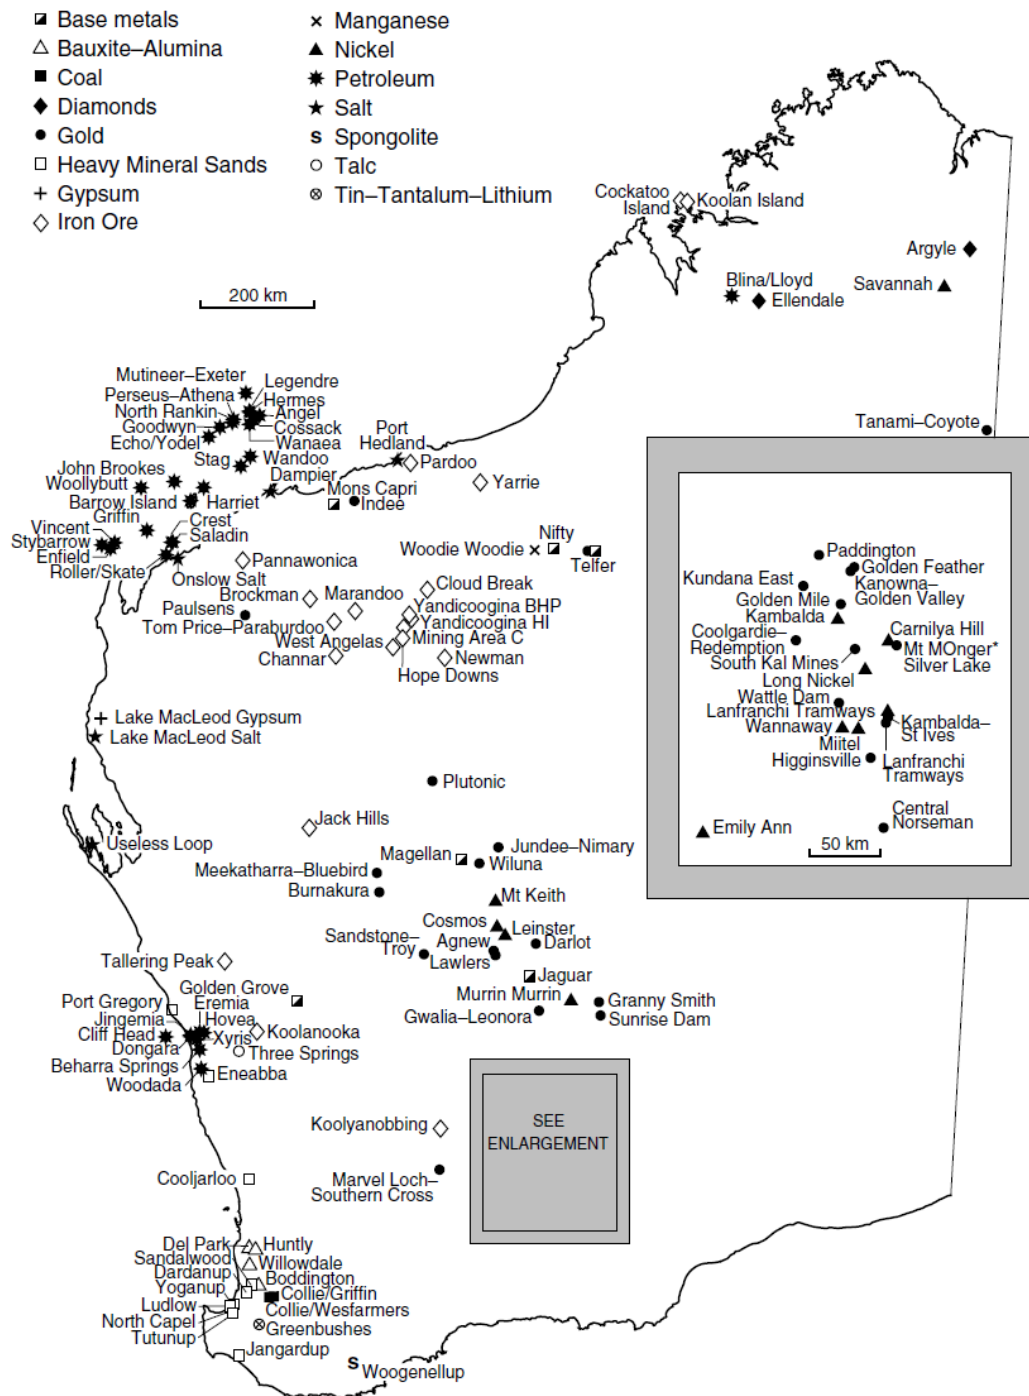 Base metals
Bauxite–Alumina
Coal
Diamonds
Gold
Heavy Mineral Sands
Gypsum
Iron Ore
Manganese
Nickel
Petroleum
Salt
S Spongolite
Talc
Tin–Tantalum–Lithium
200 km
Cockatoo
Island
Koolan Island
Argyle
Savannah
Blina/Lloyd
Ellendale
Tanami–Coyote
Mutineer–Exeter
Legendre
Perseus–Athena
Hermes
North Rankin
Angel
Goodwyn
Cossack
Echo/Yodel
Wanaea
Stag
Wandoo
Dampier
Port
Hedland
Pardoo
Yarrie
John Brookes
Woollybutt
Barrow Island
Harriet
Mons Capri
Indee
Griffin
Vincent
Crest
Stybarrow
Saladin
Enfield
Roller/Skate
Onslow Salt
Pannawonica
Woodie Woodie
Nifty
Telfer
Brockman
Marandoo
Cloud Break
Paulsens
Yandicoogina BHP
Tom Price–Paraburdoo
Yandicoogina HI
West Angelas
Mining Area C
Channar
Newman
Hope Downs
Lake MacLeod Gypsum
Lake MacLeod Salt
Plutonic
Jack Hills
Useless Loop
Magellan
Jundee–Nimary
Wiluna
Meekatharra–Bluebird
Burnakura
Mt Keith
Cosmos
Leinster
Sandstone–
Troy
Agnew
Darlot
Lawlers
Tallering Peak
Jaguar
Golden Grove
Murrin Murrin
Granny Smith
Gwalia–Leonora
Sunrise Dam
Port Gregory
Eremia
Jingemia
Hovea
Koolanooka
Cliff Head
Xyris
Dongara
Three Springs
Beharra Springs
Eneabba
Woodada
Koolyanobbing
SEE
ENLARGEMENT
Marvel Loch–
Southern Cross
Cooljarloo
Del Park
Huntly
Sandalwood
Willowdale
Dardanup
Boddington
Yoganup
Collie/Griffin
Ludlow
Collie/Wesfarmers
North Capel
Greenbushes
Tutunup
Jangardup
S
Woogenellup
Paddington
Golden Feather
Kundana East
Kanowna–
Golden Valley
Golden Mile
Kambalda
Coolgardie–
Redemption
Carnilya Hill
Mt MOnger*
Silver Lake
South Kal Mines
Long Nickel
Wattle Dam
Lanfranchi Tramways
Kambalda–
St Ives
Wannaway
Miitel
Higginsville
Lanfranchi
Tramways
Central
Norseman
Emily Ann
50 km